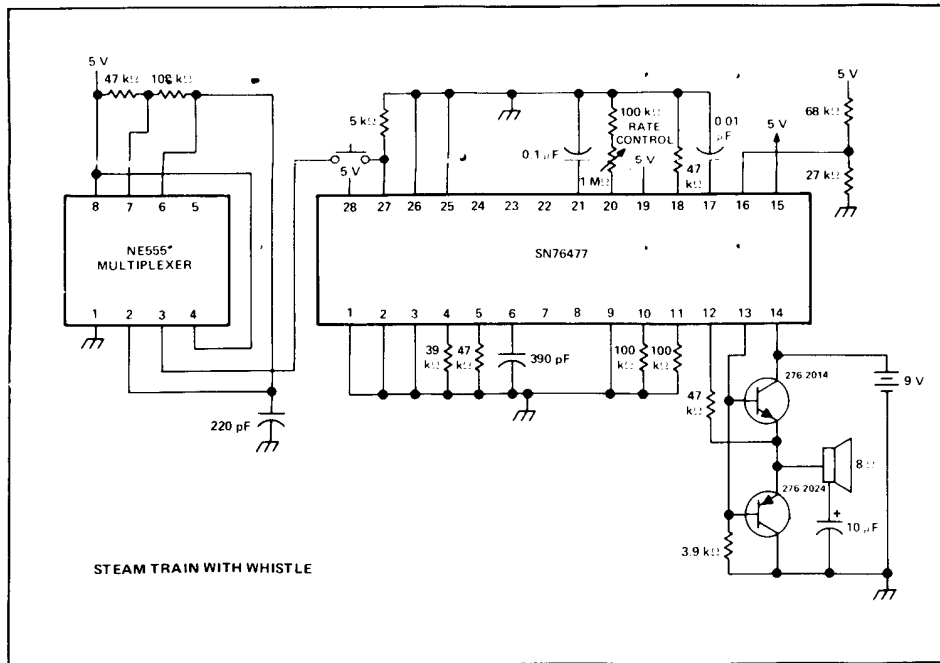 5 V
47 kΩ 108 kΩ
8 7 6 5
NE555*
MULTIPLEXER
1 2 3 4
220 pF
5 kΩ
5 V
0.1 µF
100 kΩ
RATE
CONTROL
1 MΩ
5 V
47
kΩ
0.01
µF
5 V
5 V
68 kΩ
27 kΩ
28 27 26 25 24 23 22 21 20 19 18 17 16 15
SN76477
1 2 3 4 5 6 7 8 9 10 11 12 13 14
39
kΩ
47
kΩ
390 pF
100
kΩ
100
kΩ
47
kΩ
276 2014
9 V
8 Ω
276 2024
+
10 µF
3.9 kΩ
STEAM TRAIN WITH WHISTLE